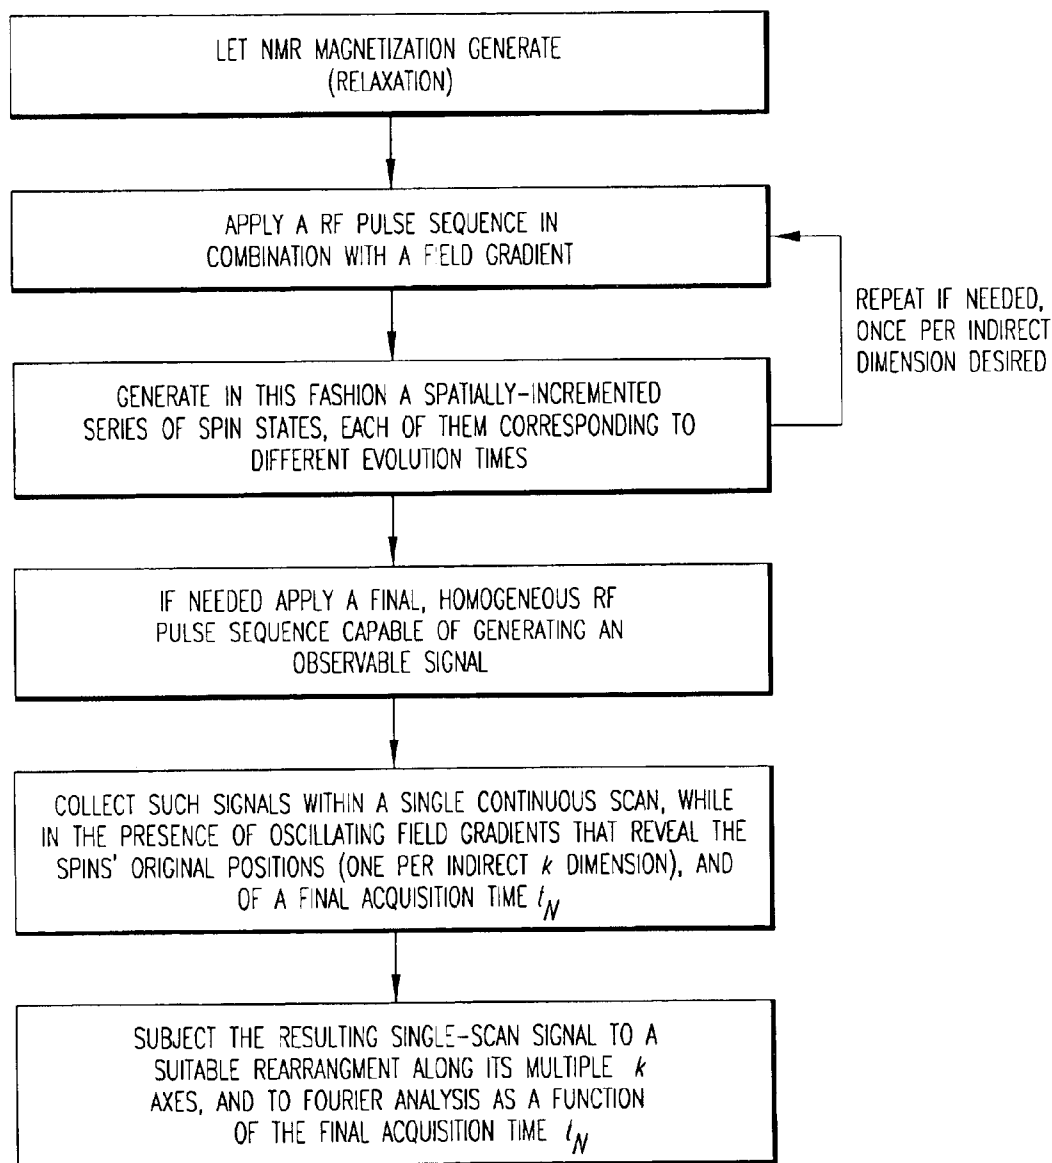 LET NMR MAGNETIZATION GENERATE
(RELAXATION)
APPLY A RF PULSE SEQUENCE IN
COMBINATION WITH A FIELD GRADIENT
REPEAT IF NEEDED,
ONCE PER INDIRECT
DIMENSION DESIRED
GENERATE IN THIS FASHION A SPATIALLY-INCREMENTED
SERIES OF SPIN STATES, EACH OF THEM CORRESPONDING TO
DIFFERENT EVOLUTION TIMES
IF NEEDED APPLY A FINAL, HOMOGENEOUS RF
PULSE SEQUENCE CAPABLE OF GENERATING AN
OBSERVABLE SIGNAL
COLLECT SUCH SIGNALS WITHIN A SINGLE CONTINUOUS SCAN, WHILE
IN THE PRESENCE OF OSCILLATING FIELD GRADIENTS THAT REVEAL THE
SPINS' ORIGINAL POSITIONS (ONE PER INDIRECT k DIMENSION), AND
OF A FINAL ACQUISITION TIME t_N
SUBJECT THE RESULTING SINGLE-SCAN SIGNAL TO A
SUITABLE REARRANGMENT ALONG ITS MULTIPLE k
AXES, AND TO FOURIER ANALYSIS AS A FUNCTION
OF THE FINAL ACQUISITION TIME t_N